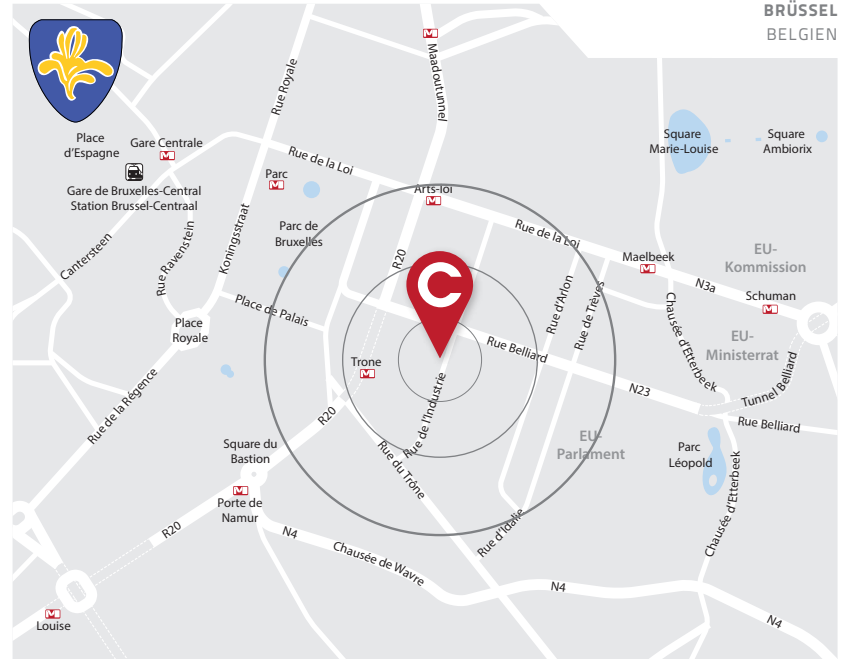 BRÜSSEL
BELGIEN
Maadoutunnel
Rue Royale
Place
d'Espagne
Gare Centrale
Gare de Bruxelles-Central
Station Brussel-Centraal
Rue de la Loi
Parc
Arts-loi
Square
Marie-Louise
Square
Ambiorix
Cantersteen
Rue Ravenstein
Koningsstraat
Parc de
Bruxelles
R20
C
Rue de la Loi
Maelbeek
EU-
Kommission
N3a
Schuman
Place de Palais
Place
Royale
Rue d'Arlon
Rue de Trèves
Chausée d'Etterbeek
EU-
Ministerrat
Rue Belliard
Trone
N23
Tunnel Belliard
Rue de la Régence
R20
Rue de l'Industrie
Rue Belliard
Square du
Bastion
Rue du Trône
EU-
Parlament
Parc
Léopold
Porte de
Namur
R20
N4
Rue d'Idalie
Chausée d'Etterbeek
Chausée de Wavre
N4
N4
Louise